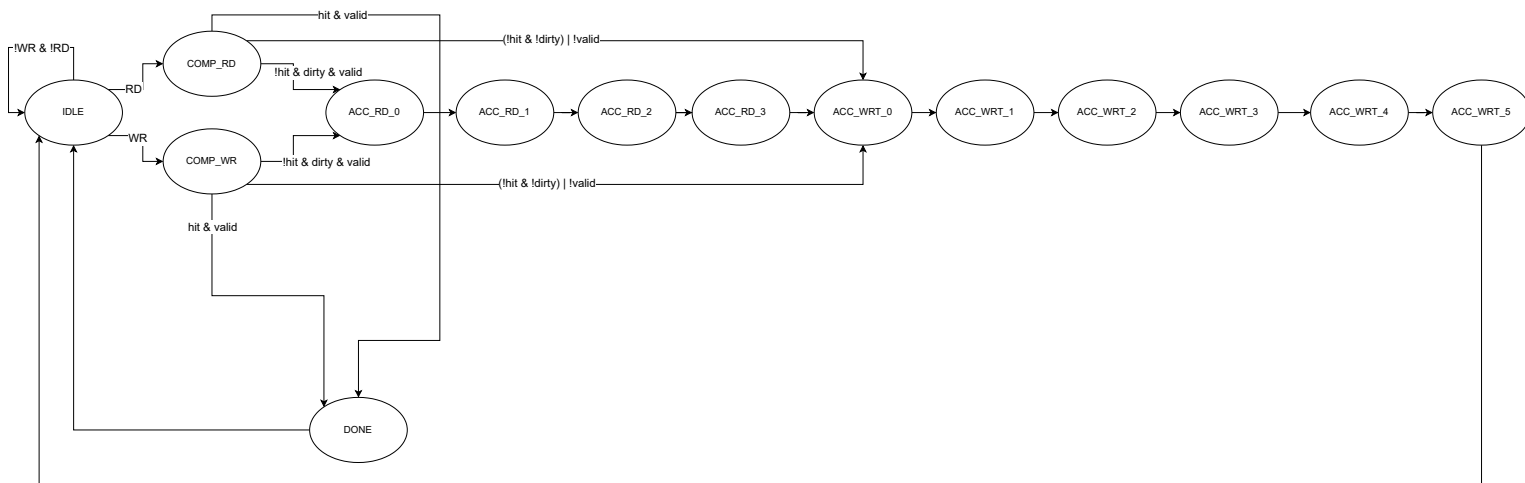 hit & valid
(!hit & !dirty) | !valid
!WR & !RD
COMP_RD
!hit & dirty & valid
RD
IDLE
ACC_RD_0
ACC_RD_1
ACC_RD_2
ACC_RD_3
ACC_WRT_0
ACC_WRT_1
ACC_WRT_2
ACC_WRT_3
ACC_WRT_4
ACC_WRT_5
WR
COMP_WR
!hit & dirty & valid
(!hit & !dirty) | !valid
hit & valid
DONE